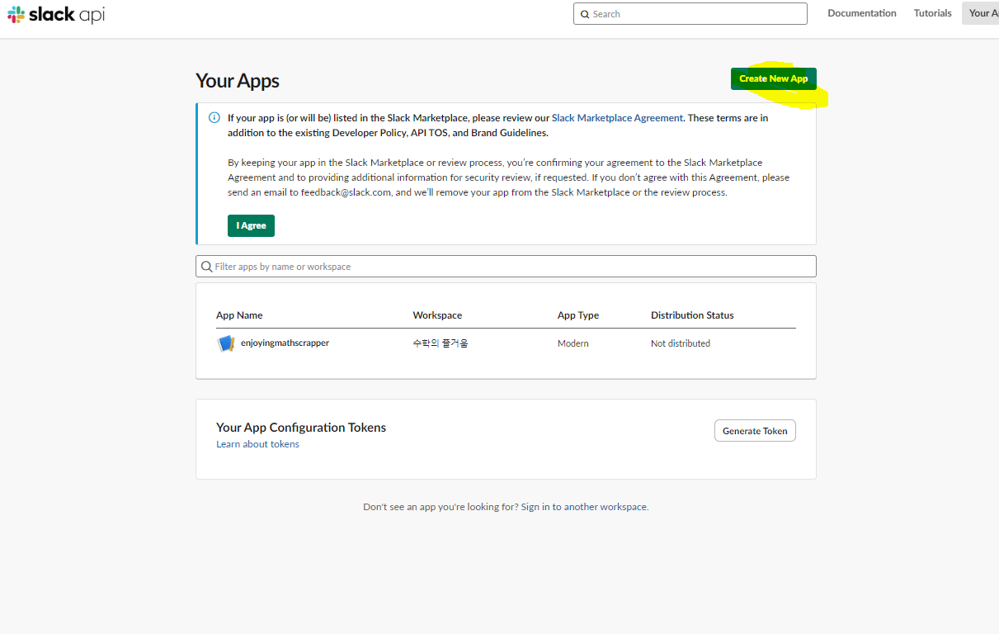 slack api
Search
Documentation
Tutorials
Your A
Your Apps
Create New App
If your app is (or will be) listed in the Slack Marketplace, please review our Slack Marketplace Agreement. These terms are in
addition to the existing Developer Policy, API TOS, and Brand Guidelines.
By keeping your app in the Slack Marketplace or review process, you're confirming your agreement to the Slack Marketplace
Agreement and to providing additional information for security review, if requested. If you don't agree with this Agreement, please
send an email to feedback@slack.com, and we'll remove your app from the Slack Marketplace or the review process.
I Agree
Filter apps by name or workspace
App Name Workspace App Type Distribution Status
enjoyingmathscrapper 수학의 즐거움 Modern Not distributed
Your App Configuration Tokens
Generate Token
Learn about tokens
Don't see an app you're looking for? Sign in to another workspace.